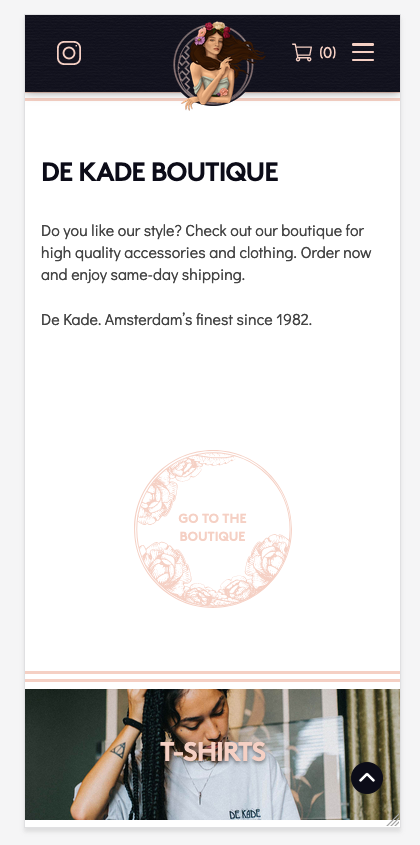 (0)
DE KADE BOUTIQUE
Do you like our style? Check out our boutique for
high quality accessories and clothing. Order now
and enjoy same-day shipping.
De Kade. Amsterdam's finest since 1982.
GO TO THE
BOUTIQUE
T-SHIRTS
DE KADE